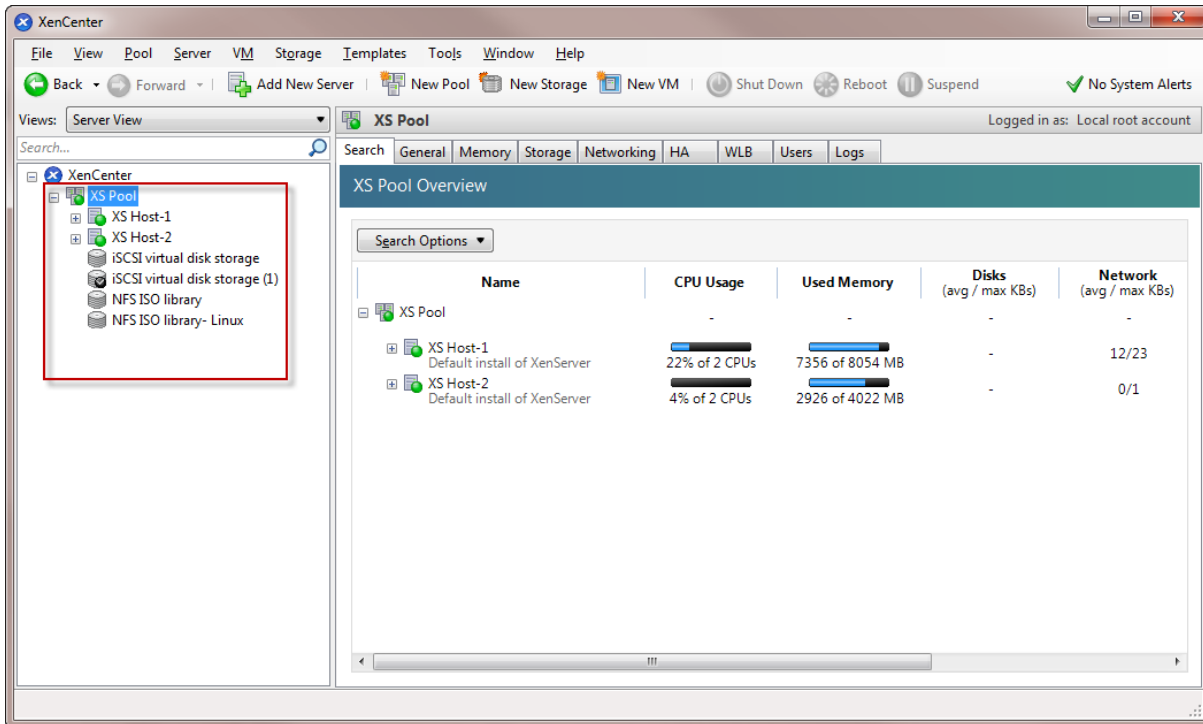 XenCenter
File View Pool Server VM Storage Templates Tools Window Help
Back Forward Add New Server New Pool New Storage New VM Shut Down Reboot Suspend No System Alerts
Views: Server View
XS Pool Logged in as: Local root account
Search...
Search General Memory Storage Networking HA WLB Users Logs
XenCenter
XS Pool
XS Host-1
XS Host-2
iSCSI virtual disk storage
iSCSI virtual disk storage (1)
NFS ISO library
NFS ISO library- Linux
XS Pool Overview
Search Options
Name CPU Usage Used Memory Disks Network
(avg / max KBs) (avg / max KBs)
XS Pool - - - -
XS Host-1
Default install of XenServer 22% of 2 CPUs 7356 of 8054 MB - 12/23
XS Host-2
Default install of XenServer 4% of 2 CPUs 2926 of 4022 MB - 0/1